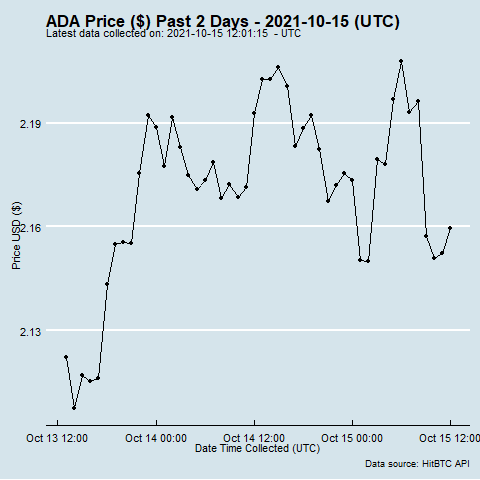 ADA Price ($) Past 2 Days - 2021-10-15 (UTC)
Latest data collected on: 2021-10-15 12:01:15 - UTC
2.19
2.16
2.13
Price USD ($)
Oct 13 12:00 Oct 14 00:00 Oct 14 12:00 Oct 15 00:00 Oct 15 12:00
Date Time Collected (UTC)
Data source: HitBTC API